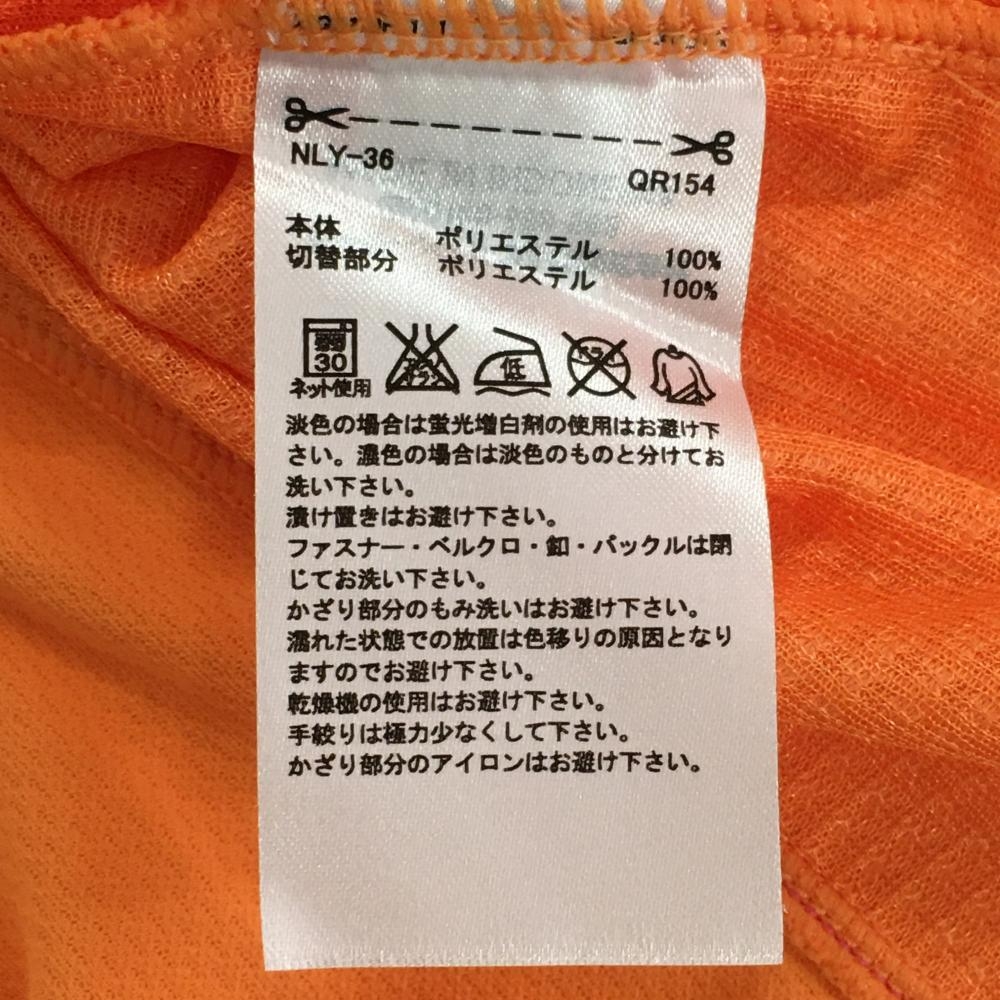 NLY-36
QR154
本体 ポリエステル 100%
切替部分 ポリエステル 100%
弱
30
ネット使用
低
淡色の場合は蛍光増白剤の使用はお避け下
さい。濃色の場合は淡色のものと分けてお
洗い下さい。
漬け置きはお避け下さい。
ファスナー・ベルクロ・釦・バックルは閉
じてお洗い下さい。
かざり部分のもみ洗いはお避け下さい。
濡れた状態での放置は色移りの原因となり
ますのでお避け下さい。
乾燥機の使用はお避け下さい。
手絞りは極力少なくして下さい。
かざり部分のアイロンはお避け下さい。